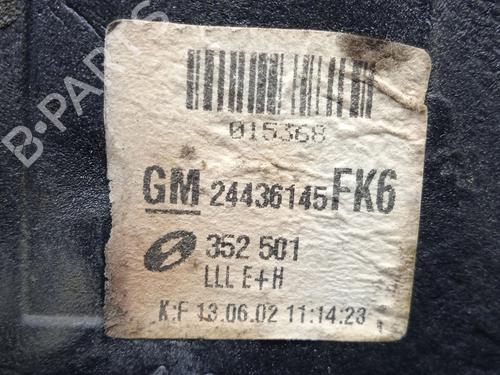 B-PARTS
015368
GM 24436145 FK6
352 501
LLL E+H
K:F 13.06.02 11:14:23